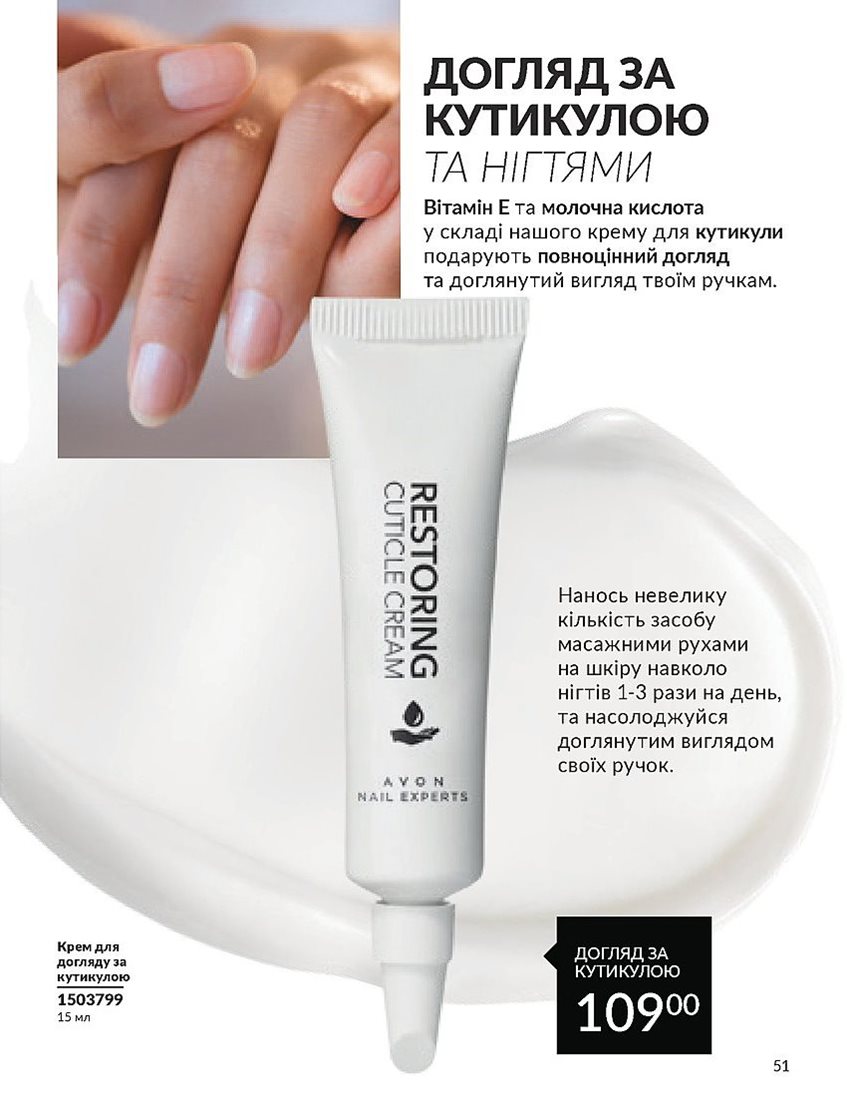 ДОГЛЯД ЗА
КУТИКУЛОЮ
ТА НІГТЯМИ
Вітамін Е та молочна кислота
у складі нашого крему для кутикули
подарують повноцінний догляд
та доглянутий вигляд твоїм ручкам.
RESTORING
CUTICLE CREAM
AVON
NAIL EXPERTS
Нанось невелику
кількість засобу
масажними рухами
на шкіру навколо
нігтів 1-3 рази на день,
та насолоджуйся
доглянутим виглядом
своїх ручок.
Крем для
догляду за
кутикулою
1503799
15 мл
ДОГЛЯД ЗА
КУТИКУЛОЮ
109⁰⁰
51